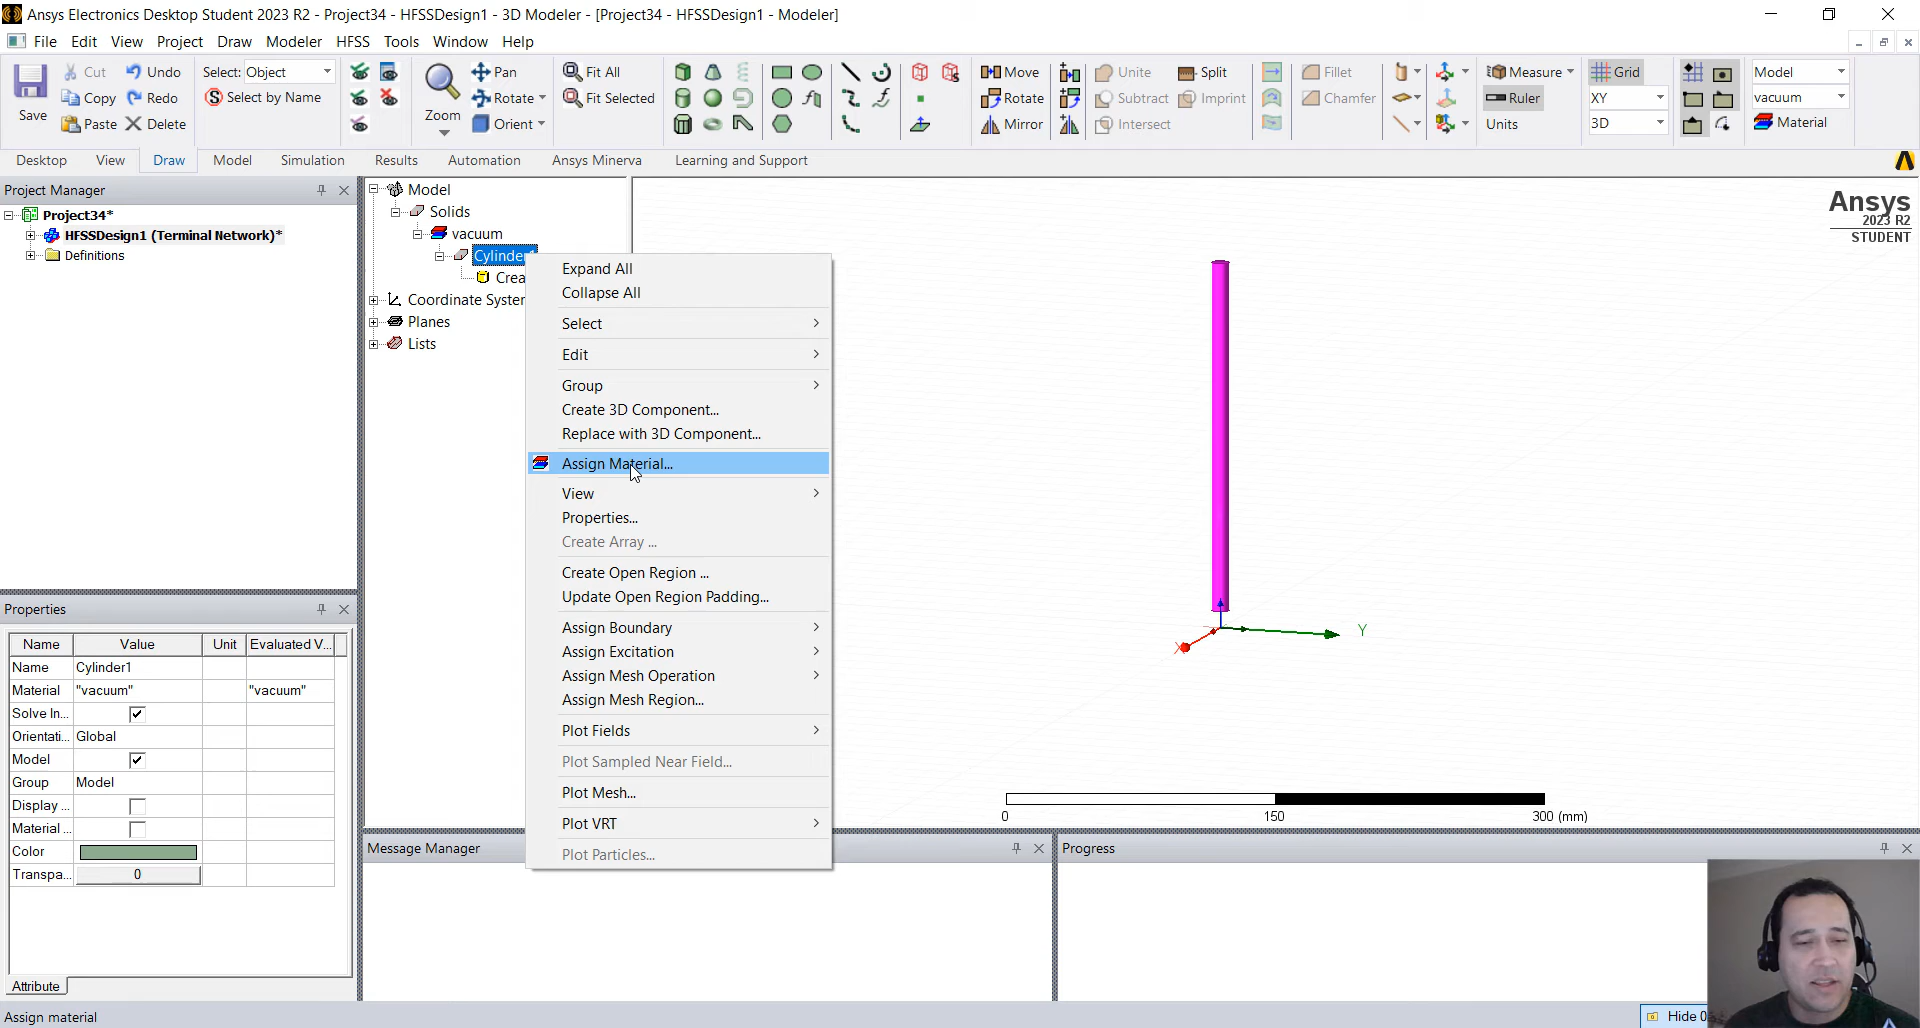 Ansys Electronics Desktop Student 2023 R2 - Project34 - HFSSDesign1 - 3D Modeler - [Project34 - HFSSDesign1 - Modeler]
File Edit View Project Draw Modeler HFSS Tools Window Help
Save
Cut
Copy
Paste
Undo
Redo
Delete
Select: Object
Select by Name
Zoom
Pan
Rotate
Orient
Fit All
Fit Selected
Move
Rotate
Mirror
Unite
Subtract
Intersect
Split
Imprint
Fillet
Chamfer
Measure
Ruler
Units
Grid
XY
3D
Model
vacuum
Material
Desktop View Draw Model Simulation Results Automation Ansys Minerva Learning and Support
Project Manager
Project34*
HFSSDesign1 (Terminal Network)*
Definitions
Model
Solids
vacuum
Cylinder
Crea
Coordinate System
Planes
Lists
Expand All
Collapse All
Select
Edit
Group
Create 3D Component...
Replace with 3D Component...
Assign Material...
View
Properties...
Create Array ...
Create Open Region ...
Update Open Region Padding...
Assign Boundary
Assign Excitation
Assign Mesh Operation
Assign Mesh Region...
Plot Fields
Plot Sampled Near Field...
Plot Mesh...
Plot VRT
Plot Particles...
Ansys
2023 R2
STUDENT
X
Y
0 150 300 (mm)
Properties
Name Value Unit Evaluated V...
Name Cylinder1
Material "vacuum" "vacuum"
Solve In...
Orientati... Global
Model
Group Model
Display ...
Material ...
Color
Transpa... 0
Attribute
Message Manager
Progress
Assign material
Hide